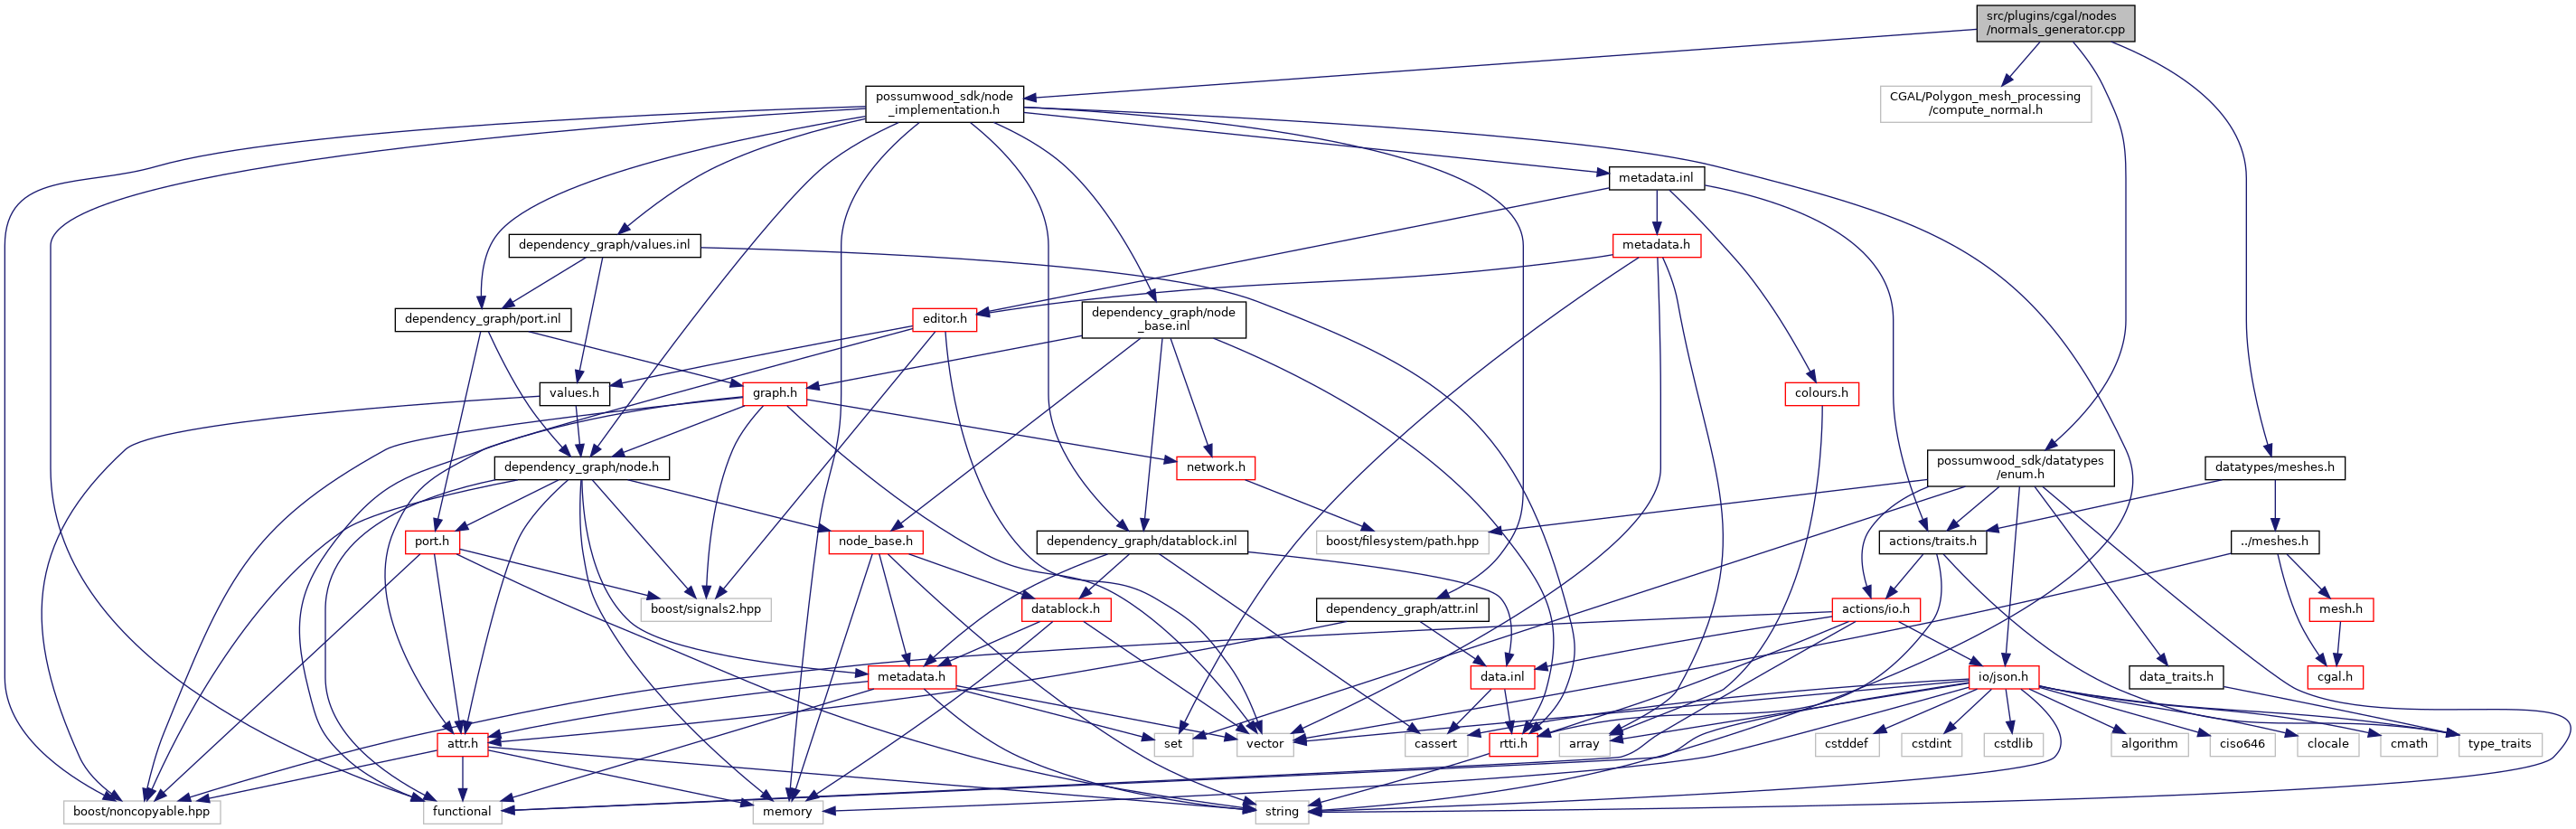 src/plugins/cgal/nodes
/normals_generator.cpp
possumwood_sdk/node
_implementation.h
CGAL/Polygon_mesh_processing
/compute_normal.h
metadata.inl
dependency_graph/values.inl
metadata.h
dependency_graph/port.inl
editor.h
dependency_graph/node
_base.inl
values.h
graph.h
colours.h
dependency_graph/node.h
network.h
possumwood_sdk/datatypes
/enum.h
datatypes/meshes.h
port.h
node_base.h
dependency_graph/datablock.inl
boost/filesystem/path.hpp
actions/traits.h
../meshes.h
boost/signals2.hpp
datablock.h
dependency_graph/attr.inl
actions/io.h
mesh.h
metadata.h
data.inl
io/json.h
data_traits.h
cgal.h
attr.h
set
vector
cassert
rtti.h
array
cstddef
cstdint
cstdlib
algorithm
ciso646
clocale
cmath
type_traits
boost/noncopyable.hpp
functional
memory
string